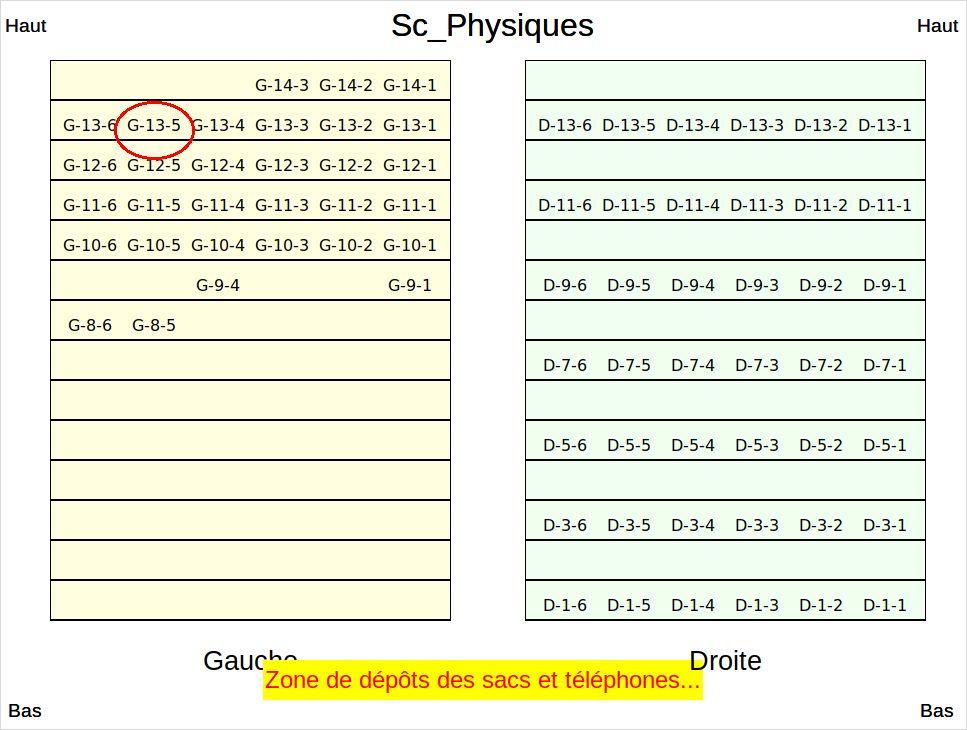 Haut Sc_Physiques Haut
G-14-3 G-14-2 G-14-1
G-13-6 G-13-5 G-13-4 G-13-3 G-13-2 G-13-1 D-13-6 D-13-5 D-13-4 D-13-3 D-13-2 D-13-1
G-12-6 G-12-5 G-12-4 G-12-3 G-12-2 G-12-1
G-11-6 G-11-5 G-11-4 G-11-3 G-11-2 G-11-1 D-11-6 D-11-5 D-11-4 D-11-3 D-11-2 D-11-1
G-10-6 G-10-5 G-10-4 G-10-3 G-10-2 G-10-1
G-9-4 G-9-1 D-9-6 D-9-5 D-9-4 D-9-3 D-9-2 D-9-1
G-8-6 G-8-5
D-7-6 D-7-5 D-7-4 D-7-3 D-7-2 D-7-1
D-5-6 D-5-5 D-5-4 D-5-3 D-5-2 D-5-1
D-3-6 D-3-5 D-3-4 D-3-3 D-3-2 D-3-1
D-1-6 D-1-5 D-1-4 D-1-3 D-1-2 D-1-1
Gauche Droite
Zone de dépôts des sacs et téléphones...
Bas Bas